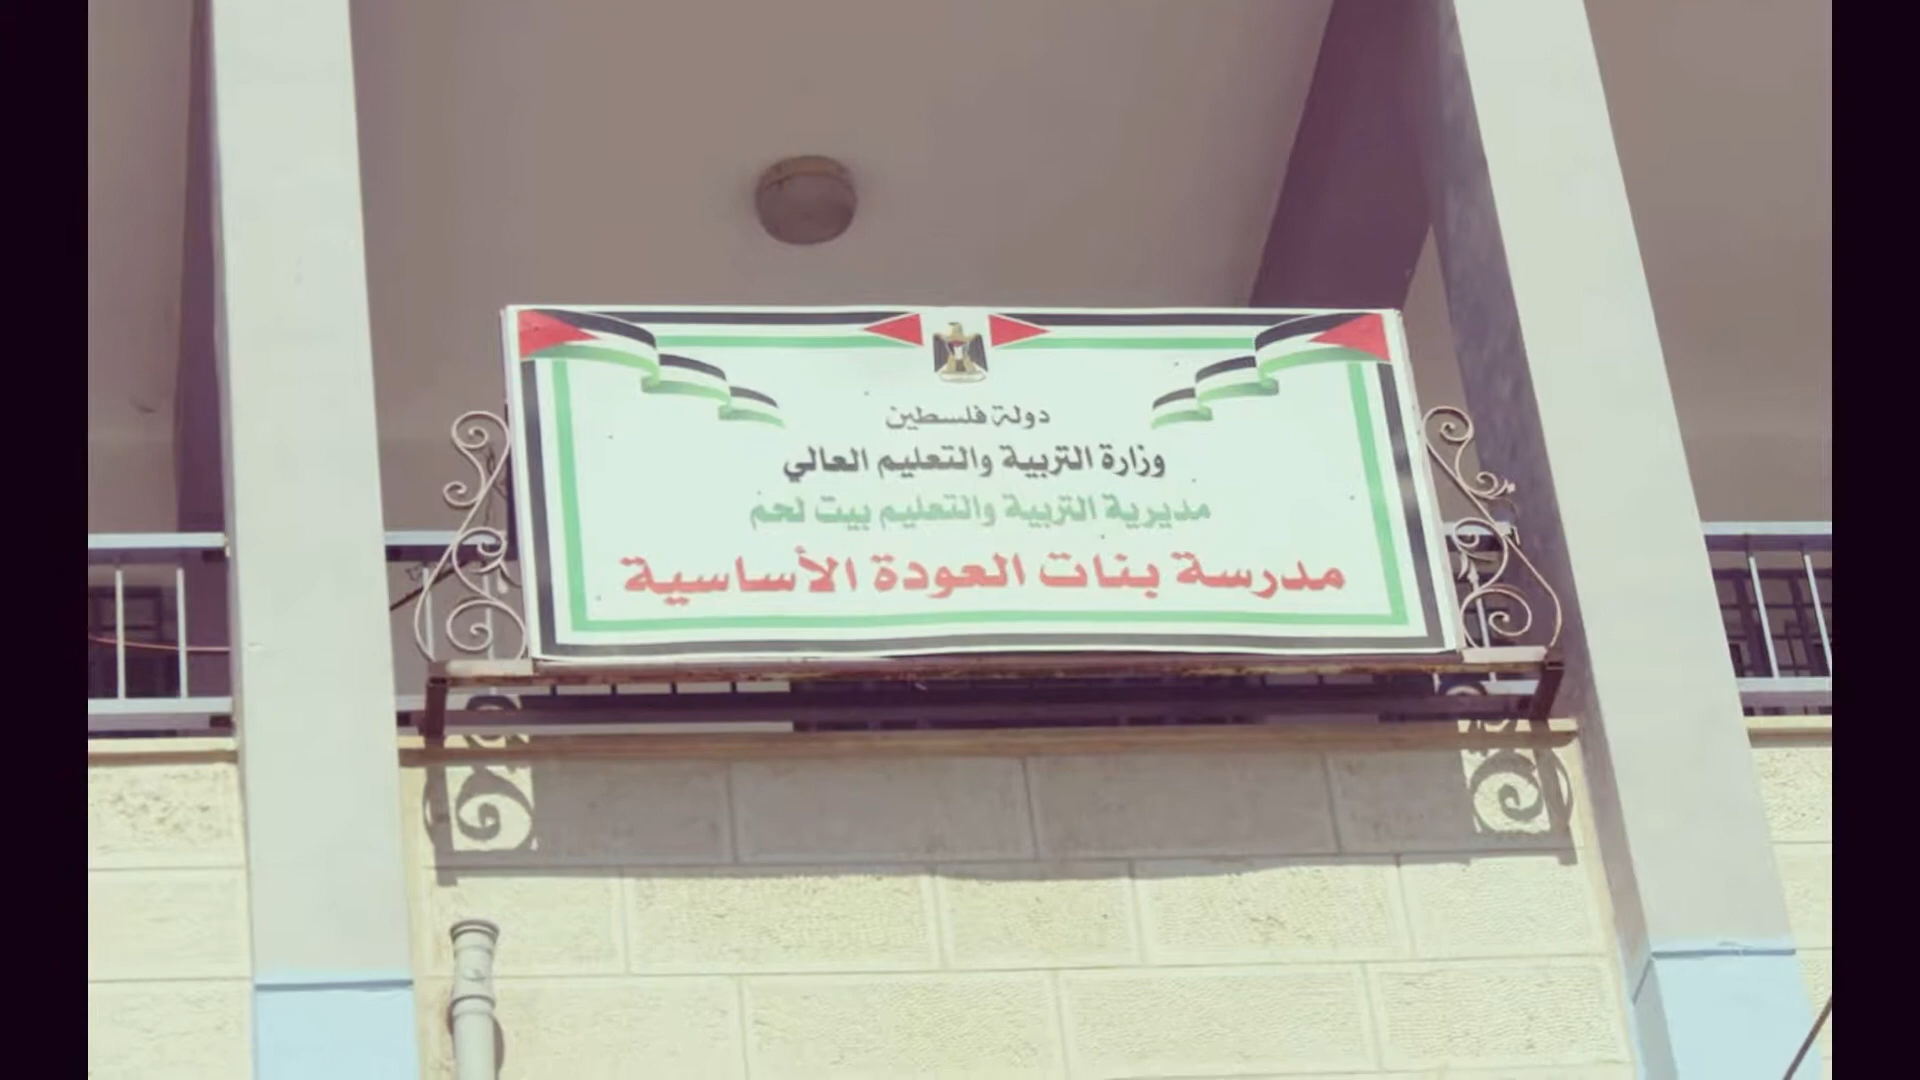 دولة فلسطين
وزارة التربية والتعليم العالي
مديرية التربية والتعليم بيت لحم
مدرسة بنات العودة الأساسية